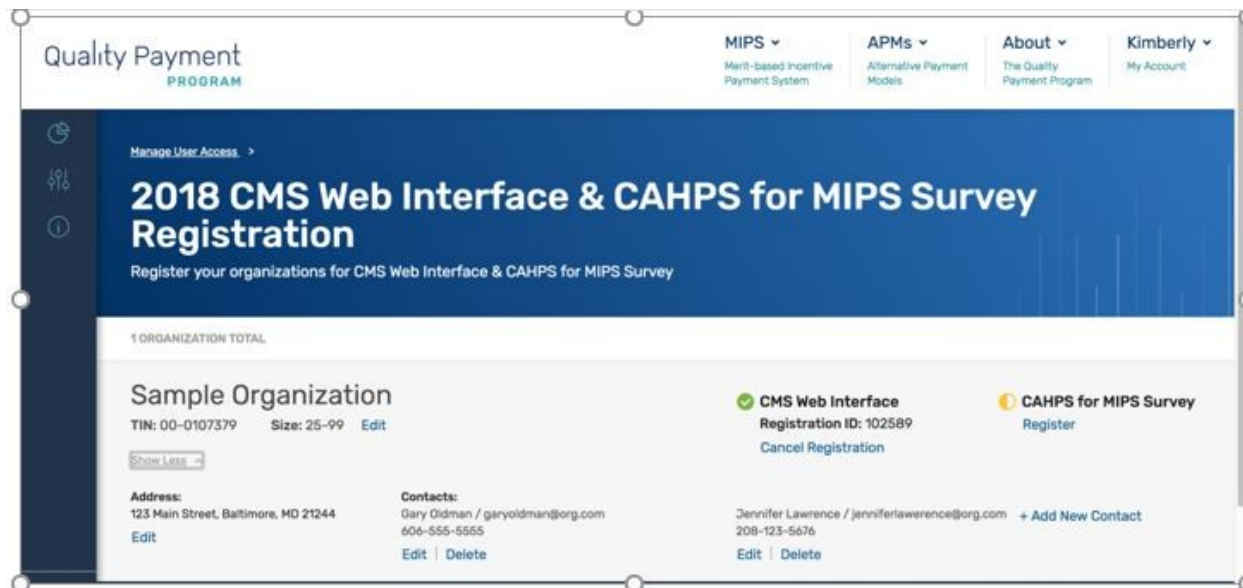 Quality Payment
PROGRAM
MIPS
Merit-based Incentive
Payment System
APMs
Alternative Payment
Models
About
The Quality
Payment Program
Kimberly
My Account
Manage User Access >
2018 CMS Web Interface & CAHPS for MIPS Survey
Registration
Register your organizations for CMS Web Interface & CAHPS for MIPS Survey
1 ORGANIZATION TOTAL
Sample Organization
TIN: 00-0107379 Size: 25-99 Edit
Show Less
CMS Web Interface
Registration ID: 102589
Cancel Registration
CAHPS for MIPS Survey
Register
Address:
123 Main Street, Baltimore, MD 21244
Edit
Contacts:
Gary Oldman / garyoldman@org.com
606-555-5555
Edit | Delete
Jennifer Lawrence / jenniferlawerence@org.com
208-123-5676
Edit | Delete
+ Add New Contact